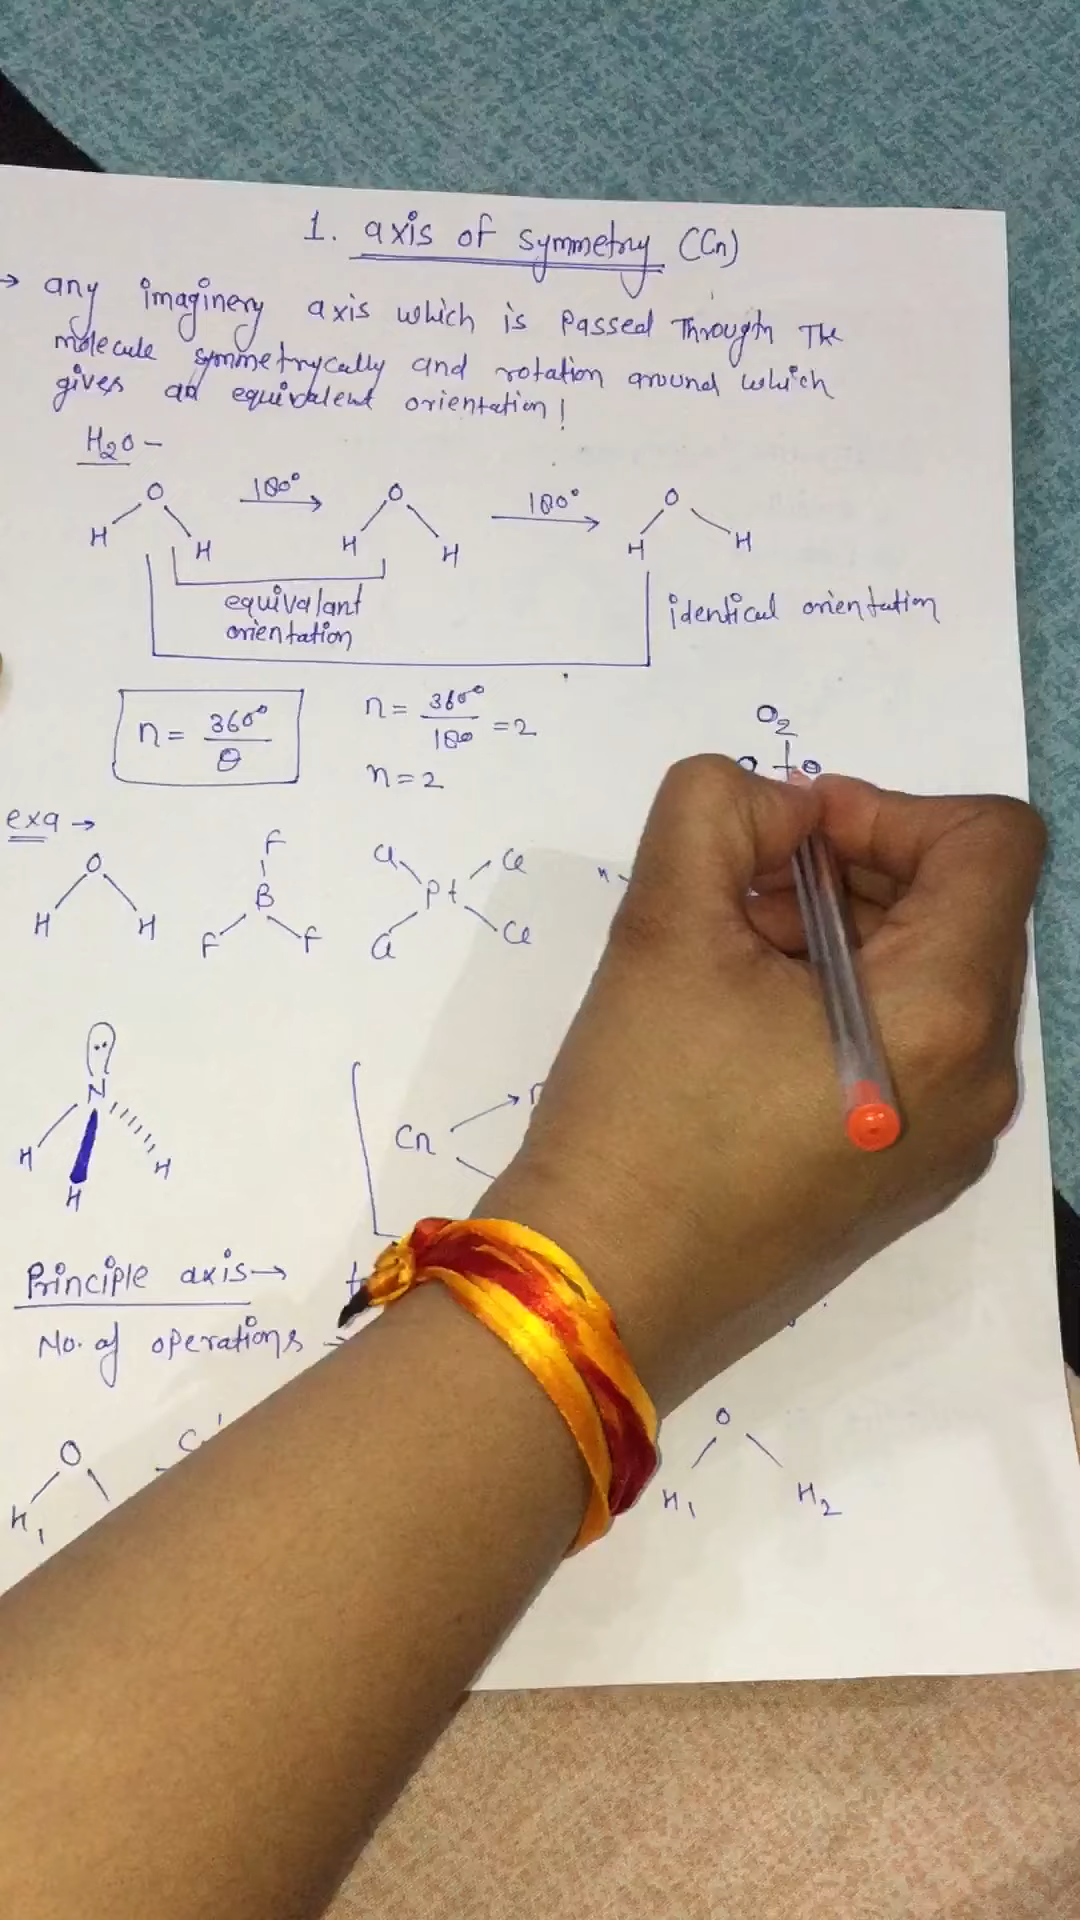 1. axis of symmetry (Cn)
→ any imaginery axis which is Passed Through The
molecule symmetrycally and rotation around which
gives an equivalent orientation!
H2O –
O 180° O 180° O
H H H H H H
equivalant
orientation
identical orientation
n = 360°/θ
n = 360°/180 = 2
n = 2
O2
exa →
O
H H
F
B
F F
Cl Cl
Pt
Cl Cl
N
H H
H
Cn
Principle axis →
No. of operations →
O
H1
O
H1 H2